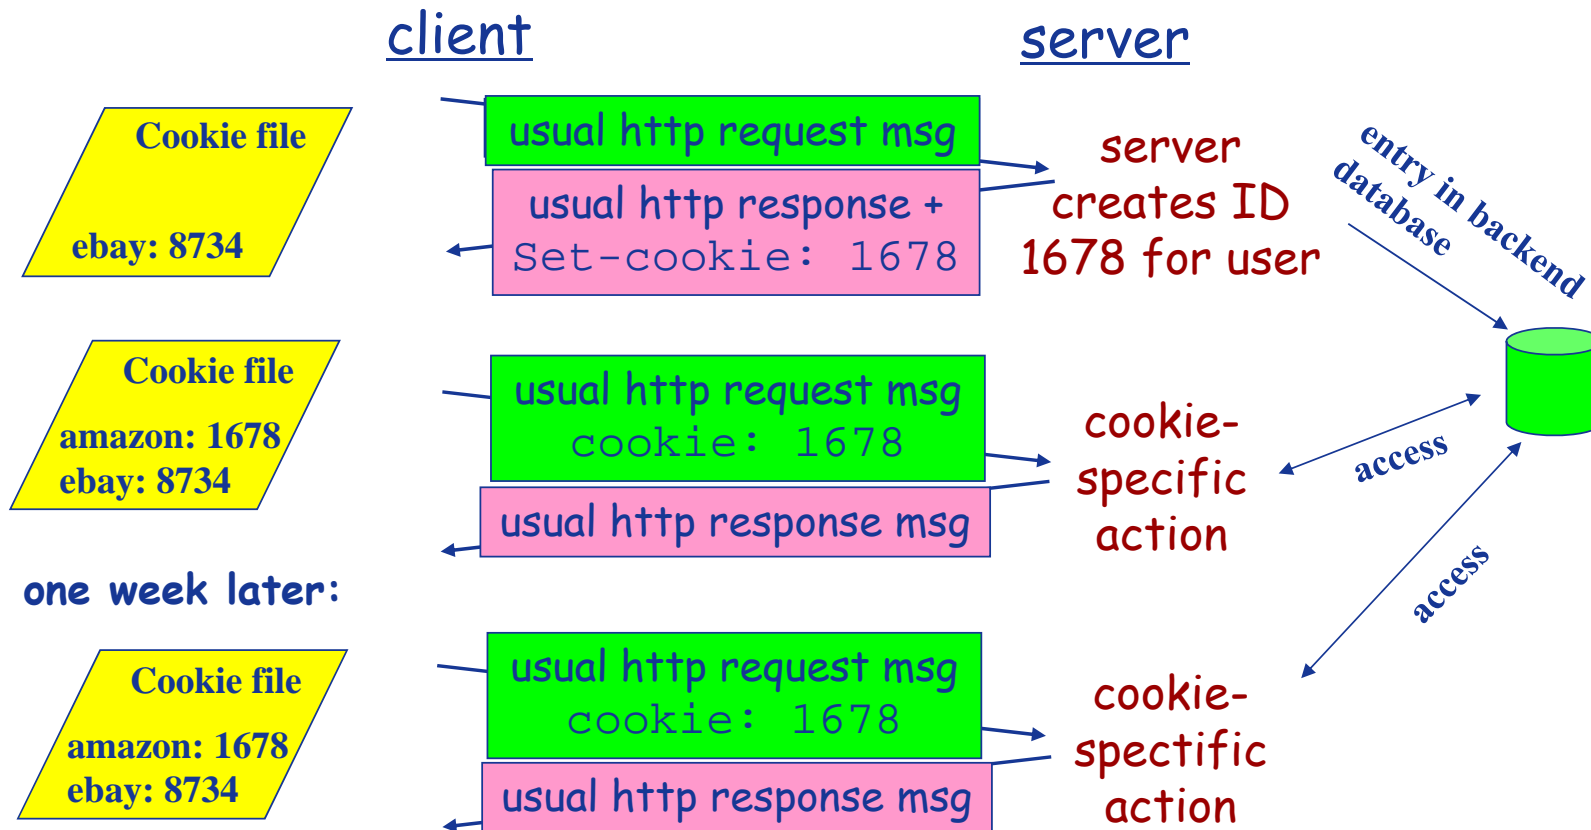 client
server
Cookie file
ebay: 8734
usual http request msg
usual http response +
Set-cookie: 1678
server
creates ID
1678 for user
entry in backend
database
Cookie file
amazon: 1678
ebay: 8734
usual http request msg
cookie: 1678
usual http response msg
cookie-
specific
action
access
access
one week later:
Cookie file
amazon: 1678
ebay: 8734
usual http request msg
cookie: 1678
usual http response msg
cookie-
spectific
action